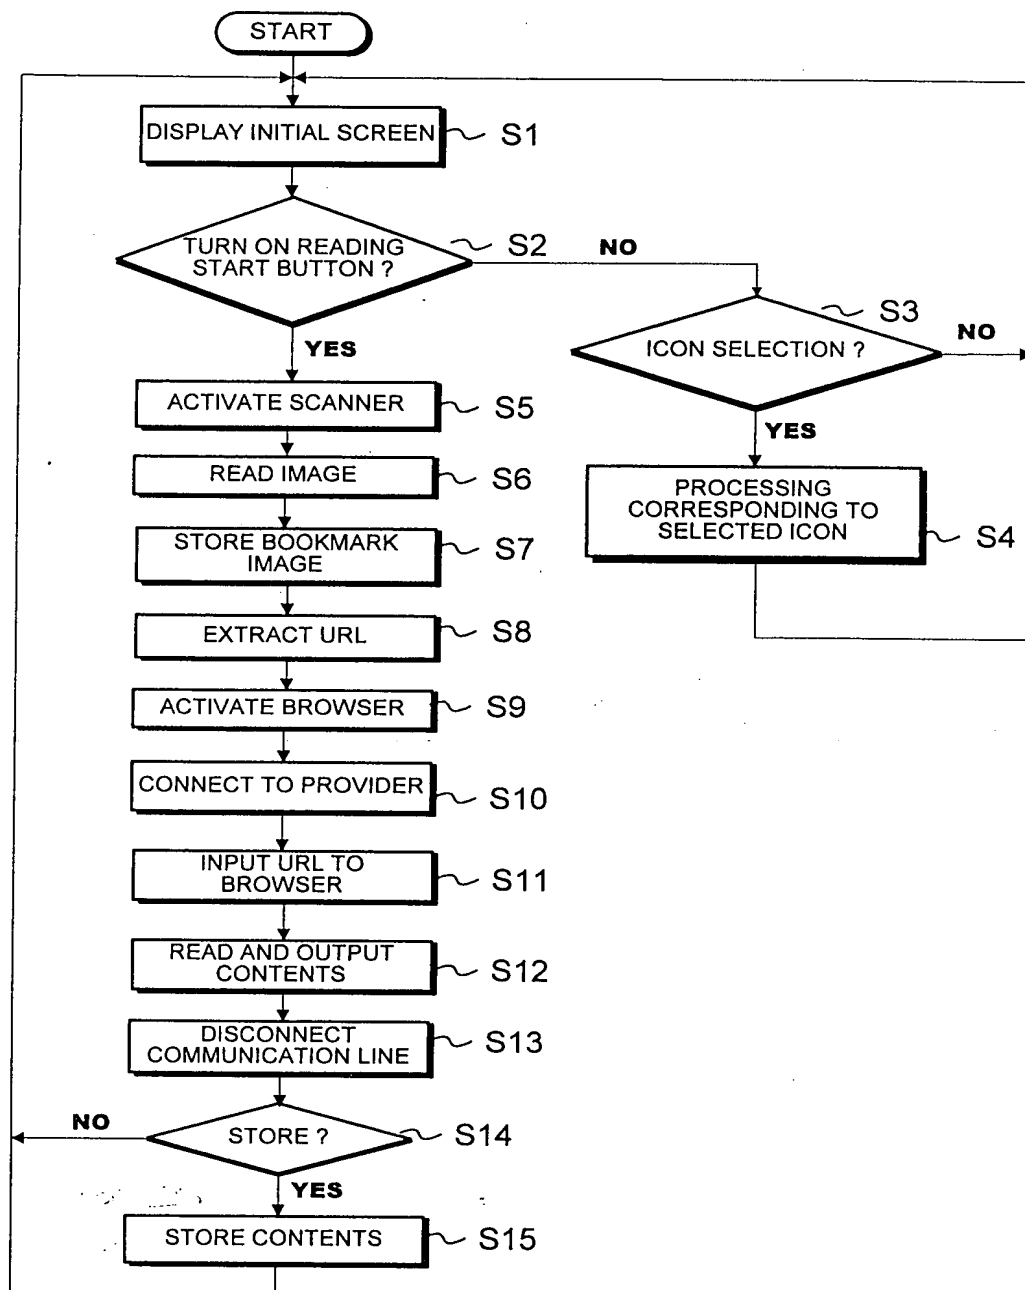 START
DISPLAY INITIAL SCREEN
S1
TURN ON READING
START BUTTON ?
S2
NO
YES
ICON SELECTION ?
S3
NO
YES
PROCESSING
CORRESPONDING TO
SELECTED ICON
S4
ACTIVATE SCANNER
S5
READ IMAGE
S6
STORE BOOKMARK
IMAGE
S7
EXTRACT URL
S8
ACTIVATE BROWSER
S9
CONNECT TO PROVIDER
S10
INPUT URL TO
BROWSER
S11
READ AND OUTPUT
CONTENTS
S12
DISCONNECT
COMMUNICATION LINE
S13
STORE ?
S14
NO
YES
STORE CONTENTS
S15